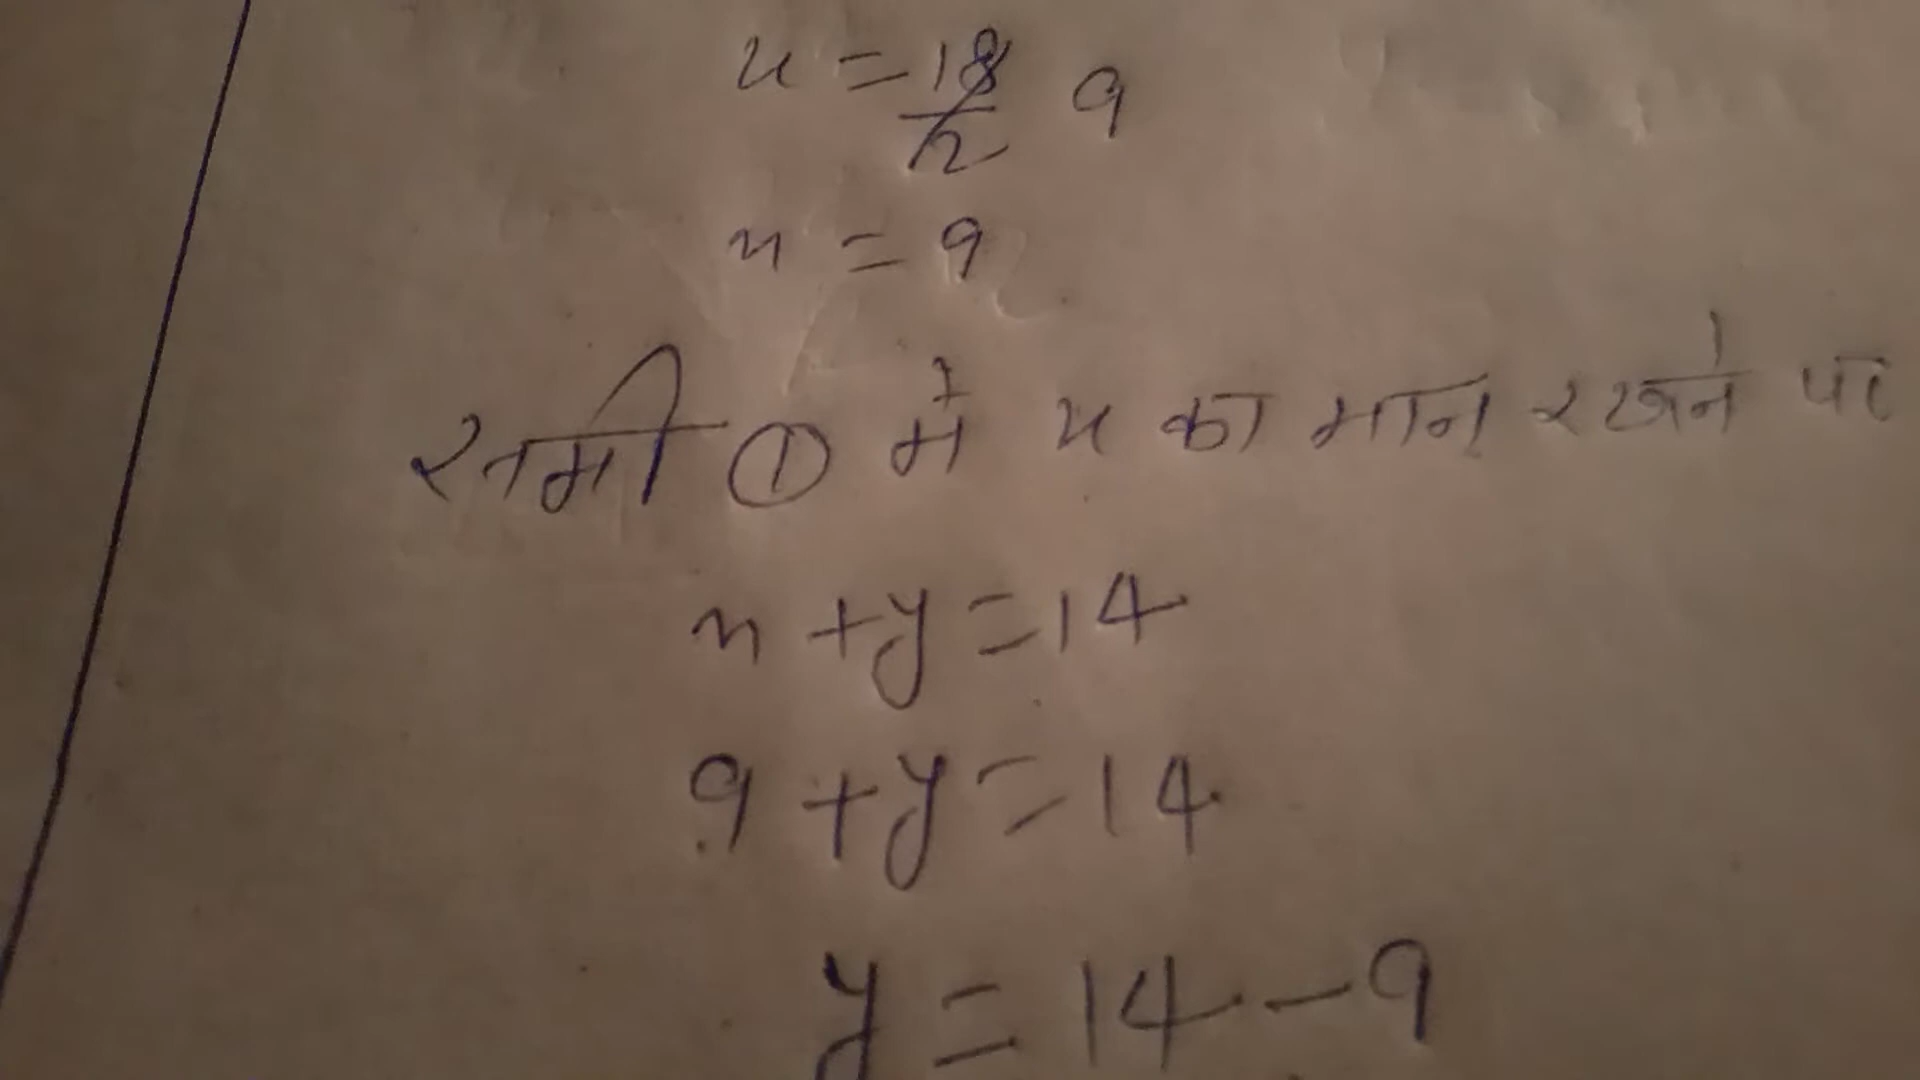 x = 18/2 9
x = 9
समी ① में x का मान रखने पर
x + y = 14
9 + y = 14
y = 14 - 9